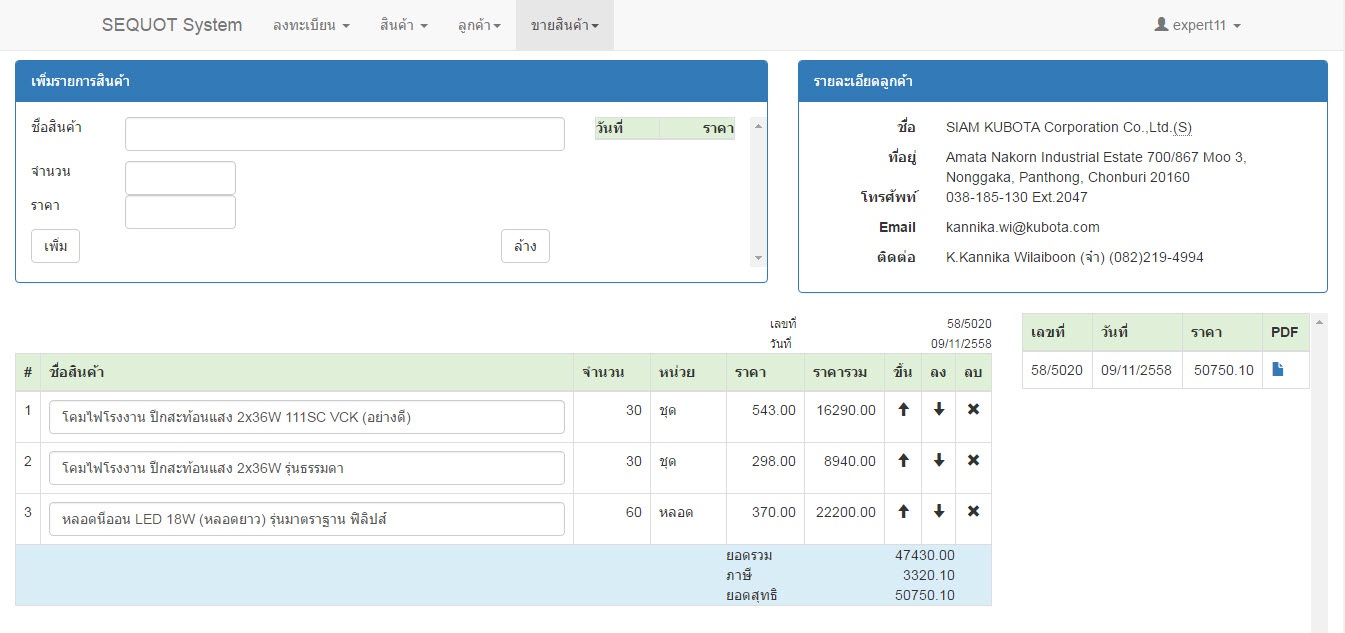 SEQUOT System ลงทะเบียน สินค้า ลูกค้า ขายสินค้า expert11
เพิ่มรายการสินค้า
ชื่อสินค้า
วันที่ ราคา
จำนวน
ราคา
เพิ่ม ล้าง
รายละเอียดลูกค้า
ชื่อ SIAM KUBOTA Corporation Co.,Ltd.(S)
ที่อยู่ Amata Nakorn Industrial Estate 700/867 Moo 3,
Nonggaka, Panthong, Chonburi 20160
โทรศัพท์ 038-185-130 Ext.2047
Email kannika.wi@kubota.com
ติดต่อ K.Kannika Wilaiboon (จ๋า) (082)219-4994
เลขที่ 58/5020
วันที่ 09/11/2558
# ชื่อสินค้า จำนวน หน่วย ราคา ราคารวม ขึ้น ลง ลบ
1 โคมไฟโรงงาน ปีกสะท้อนแสง 2x36W 111SC VCK (อย่างดี) 30 ชุด 543.00 16290.00
2 โคมไฟโรงงาน ปีกสะท้อนแสง 2x36W รุ่นธรรมดา 30 ชุด 298.00 8940.00
3 หลอดนีออน LED 18W (หลอดยาว) รุ่นมาตราฐาน ฟิลิปส์ 60 หลอด 370.00 22200.00
ยอดรวม 47430.00
ภาษี 3320.10
ยอดสุทธิ 50750.10
เลขที่ วันที่ ราคา PDF
58/5020 09/11/2558 50750.10